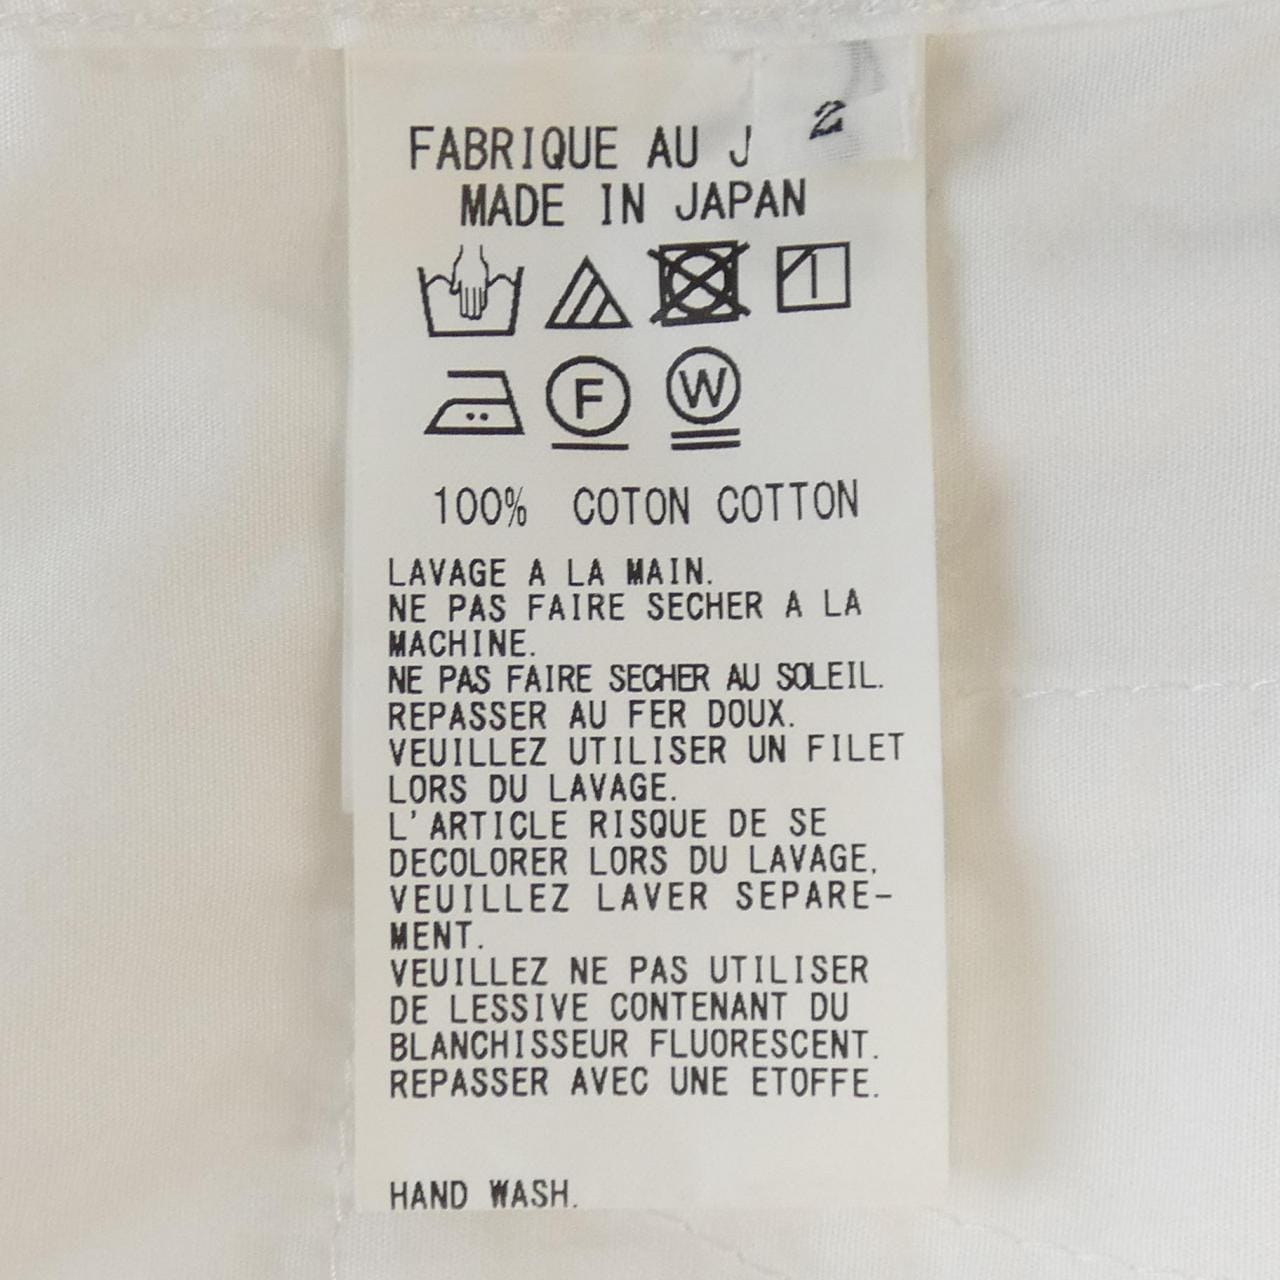 2
FABRIQUE AU J
MADE IN JAPAN
F
W
100% COTON COTTON
LAVAGE A LA MAIN.
NE PAS FAIRE SECHER A LA
MACHINE.
NE PAS FAIRE SECHER AU SOLEIL.
REPASSER AU FER DOUX.
VEUILLEZ UTILISER UN FILET
LORS DU LAVAGE.
L'ARTICLE RISQUE DE SE
DECOLORER LORS DU LAVAGE.
VEUILLEZ LAVER SEPARE-
MENT.
VEUILLEZ NE PAS UTILISER
DE LESSIVE CONTENANT DU
BLANCHISSEUR FLUORESCENT.
REPASSER AVEC UNE ETOFFE.
HAND WASH.